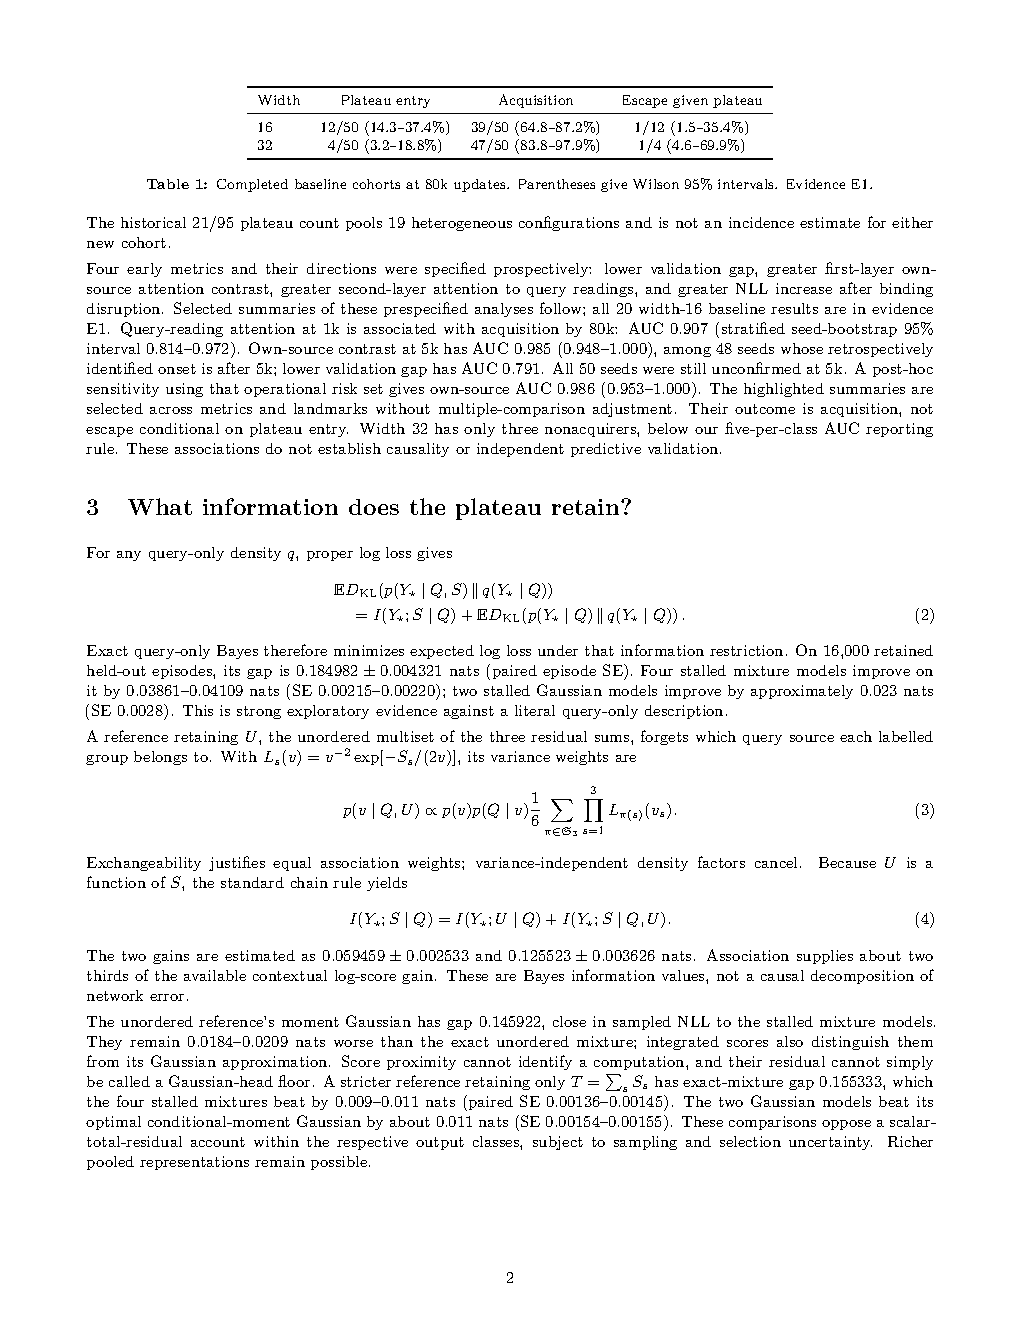 Width Plateau entry Acquisition Escape given plateau
16 12/50 (14.3–37.4%) 39/50 (64.8–87.2%) 1/12 (1.5–35.4%)
32 4/50 (3.2–18.8%) 47/50 (83.8–97.9%) 1/4 (4.6–69.9%)
Table 1: Completed baseline cohorts at 80k updates. Parentheses give Wilson 95% intervals. Evidence E1.
The historical 21/95 plateau count pools 19 heterogeneous configurations and is not an incidence estimate for either
new cohort.
Four early metrics and their directions were specified prospectively: lower validation gap, greater first-layer own-
source attention contrast, greater second-layer attention to query readings, and greater NLL increase after binding
disruption. Selected summaries of these prespecified analyses follow; all 20 width-16 baseline results are in evidence
E1. Query-reading attention at 1k is associated with acquisition by 80k: AUC 0.907 (stratified seed-bootstrap 95%
interval 0.814–0.972). Own-source contrast at 5k has AUC 0.985 (0.948–1.000), among 48 seeds whose retrospectively
identified onset is after 5k; lower validation gap has AUC 0.791. All 50 seeds were still unconfirmed at 5k. A post-hoc
sensitivity using that operational risk set gives own-source AUC 0.986 (0.953–1.000). The highlighted summaries are
selected across metrics and landmarks without multiple-comparison adjustment. Their outcome is acquisition, not
escape conditional on plateau entry. Width 32 has only three nonacquirers, below our five-per-class AUC reporting
rule. These associations do not establish causality or independent predictive validation.
3 What information does the plateau retain?
For any query-only density q, proper log loss gives
𝔼D_KL(p(Y⋆ | Q, S) ∥ q(Y⋆ | Q))
= I(Y⋆; S | Q) + 𝔼D_KL(p(Y⋆ | Q) ∥ q(Y⋆ | Q)). (2)
Exact query-only Bayes therefore minimizes expected log loss under that information restriction. On 16,000 retained
held-out episodes, its gap is 0.184982 ± 0.004321 nats (paired episode SE). Four stalled mixture models improve on
it by 0.03861–0.04109 nats (SE 0.00215–0.00220); two stalled Gaussian models improve by approximately 0.023 nats
(SE 0.0028). This is strong exploratory evidence against a literal query-only description.
A reference retaining U, the unordered multiset of the three residual sums, forgets which query source each labelled
group belongs to. With L_s(v) = v^{−2} exp[−S_s/(2v)], its variance weights are
p(v | Q, U) ∝ p(v)p(Q | v) 1/6 ∑_{π∈𝔖_3} ∏_{s=1}^{3} L_{π(s)}(v_s). (3)
Exchangeability justifies equal association weights; variance-independent density factors cancel. Because U is a
function of S, the standard chain rule yields
I(Y⋆; S | Q) = I(Y⋆; U | Q) + I(Y⋆; S | Q, U). (4)
The two gains are estimated as 0.059459 ± 0.002533 and 0.125523 ± 0.003626 nats. Association supplies about two
thirds of the available contextual log-score gain. These are Bayes information values, not a causal decomposition of
network error.
The unordered reference's moment Gaussian has gap 0.145922, close in sampled NLL to the stalled mixture models.
They remain 0.0184–0.0209 nats worse than the exact unordered mixture; integrated scores also distinguish them
from its Gaussian approximation. Score proximity cannot identify a computation, and their residual cannot simply
be called a Gaussian-head floor. A stricter reference retaining only T = ∑_s S_s has exact-mixture gap 0.155333, which
the four stalled mixtures beat by 0.009–0.011 nats (paired SE 0.00136–0.00145). The two Gaussian models beat its
optimal conditional-moment Gaussian by about 0.011 nats (SE 0.00154–0.00155). These comparisons oppose a scalar-
total-residual account within the respective output classes, subject to sampling and selection uncertainty. Richer
pooled representations remain possible.
2